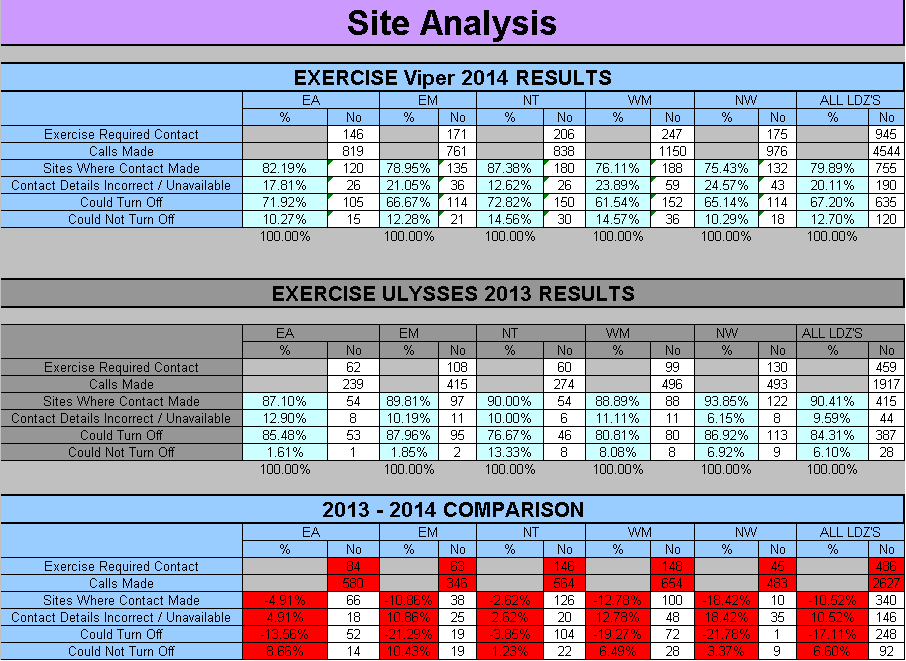 Site Analysis
EXERCISE Viper 2014 RESULTS
EA EM NT WM NW ALL LDZ'S
% No % No % No % No % No % No
Exercise Required Contact 146 171 206 247 175 945
Calls Made 819 761 838 1150 976 4544
Sites Where Contact Made 82.19% 120 78.95% 135 87.38% 180 76.11% 188 75.43% 132 79.89% 755
Contact Details Incorrect / Unavailable 17.81% 26 21.05% 36 12.62% 26 23.89% 59 24.57% 43 20.11% 190
Could Turn Off 71.92% 105 66.67% 114 72.82% 150 61.54% 152 65.14% 114 67.20% 635
Could Not Turn Off 10.27% 15 12.28% 21 14.56% 30 14.57% 36 10.29% 18 12.70% 120
100.00% 100.00% 100.00% 100.00% 100.00% 100.00%
EXERCISE ULYSSES 2013 RESULTS
EA EM NT WM NW ALL LDZ'S
% No % No % No % No % No % No
Exercise Required Contact 62 108 60 99 130 459
Calls Made 239 415 274 496 493 1917
Sites Where Contact Made 87.10% 54 89.81% 97 90.00% 54 88.89% 88 93.85% 122 90.41% 415
Contact Details Incorrect / Unavailable 12.90% 8 10.19% 11 10.00% 6 11.11% 11 6.15% 8 9.59% 44
Could Turn Off 85.48% 53 87.96% 95 76.67% 46 80.81% 80 86.92% 113 84.31% 387
Could Not Turn Off 1.61% 1 1.85% 2 13.33% 8 8.08% 8 6.92% 9 6.10% 28
100.00% 100.00% 100.00% 100.00% 100.00% 100.00%
2013 - 2014 COMPARISON
EA EM NT WM NW ALL LDZ'S
% No % No % No % No % No % No
Exercise Required Contact 84 63 146 148 45 486
Calls Made 580 346 564 654 483 2627
Sites Where Contact Made -4.91% 66 -10.86% 38 -2.62% 126 -12.78% 100 -18.42% 10 -10.52% 340
Contact Details Incorrect / Unavailable 4.91% 18 10.86% 25 2.62% 20 12.78% 48 18.42% 35 10.52% 146
Could Turn Off -13.56% 52 -21.29% 19 -3.85% 104 -19.27% 72 -21.78% 1 -17.11% 248
Could Not Turn Off 8.66% 14 10.43% 19 1.23% 22 6.49% 28 3.37% 9 6.60% 92